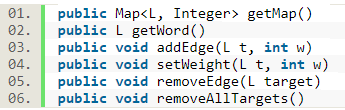 01. public Map<L, Integer> getMap()
02. public L getWord()
03. public void addEdge(L t, int w)
04. public void setWeight(L t, int w)
05. public void removeEdge(L target)
06. public void removeAllTargets()